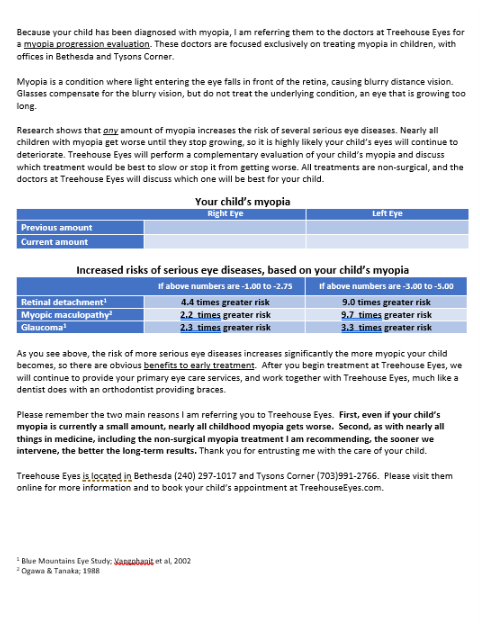 Because your child has been diagnosed with myopia, I am referring them to the doctors at Treehouse Eyes for
a myopia progression evaluation. These doctors are focused exclusively on treating myopia in children, with
offices in Bethesda and Tysons Corner.
Myopia is a condition where light entering the eye falls in front of the retina, causing blurry distance vision.
Glasses compensate for the blurry vision, but do not treat the underlying condition, an eye that is growing too
long.
Research shows that any amount of myopia increases the risk of several serious eye diseases. Nearly all
children with myopia get worse until they stop growing, so it is highly likely your child's eyes will continue to
deteriorate. Treehouse Eyes will perform a complementary evaluation of your child's myopia and discuss
which treatment would be best to slow or stop it from getting worse. All treatments are non-surgical, and the
doctors at Treehouse Eyes will discuss which one will be best for your child.
Your child's myopia
Right Eye Left Eye
Previous amount
Current amount
Increased risks of serious eye diseases, based on your child's myopia
If above numbers are -1.00 to -2.75 If above numbers are -3.00 to -5.00
Retinal detachment¹ 4.4 times greater risk 9.0 times greater risk
Myopic maculopathy² 2.2 times greater risk 9.7 times greater risk
Glaucoma¹ 2.3 times greater risk 3.3 times greater risk
As you see above, the risk of more serious eye diseases increases significantly the more myopic your child
becomes, so there are obvious benefits to early treatment. After you begin treatment at Treehouse Eyes, we
will continue to provide your primary eye care services, and work together with Treehouse Eyes, much like a
dentist does with an orthodontist providing braces.
Please remember the two main reasons I am referring you to Treehouse Eyes. First, even if your child's
myopia is currently a small amount, nearly all childhood myopia gets worse. Second, as with nearly all
things in medicine, including the non-surgical myopia treatment I am recommending, the sooner we
intervene, the better the long-term results. Thank you for entrusting me with the care of your child.
Treehouse Eyes is located in Bethesda (240) 297-1017 and Tysons Corner (703)991-2766. Please visit them
online for more information and to book your child's appointment at TreehouseEyes.com.
¹ Blue Mountains Eye Study; et al, 2002
² Ogawa & Tanaka; 1988